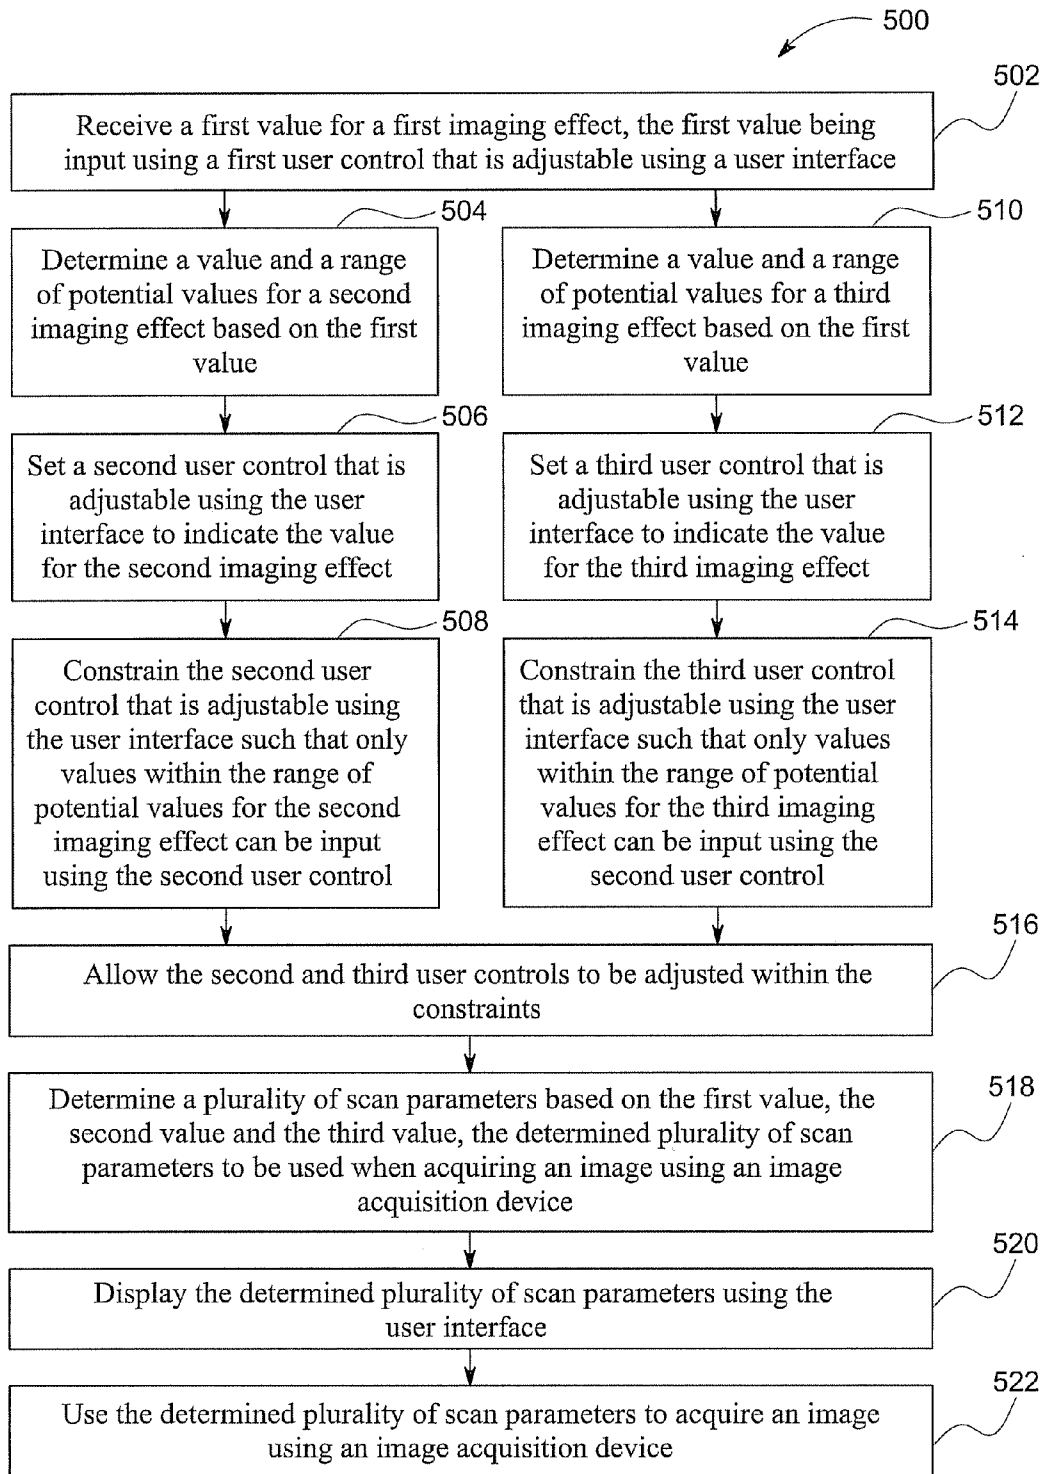 500
502
Receive a first value for a first imaging effect, the first value being
input using a first user control that is adjustable using a user interface
504
Determine a value and a range
of potential values for a second
imaging effect based on the first
value
506
Set a second user control that is
adjustable using the user
interface to indicate the value
for the second imaging effect
508
Constrain the second user
control that is adjustable using
the user interface such that only
values within the range of
potential values for the second
imaging effect can be input
using the second user control
510
Determine a value and a range
of potential values for a third
imaging effect based on the first
value
512
Set a third user control that is
adjustable using the user
interface to indicate the value
for the third imaging effect
514
Constrain the third user control
that is adjustable using the user
interface such that only values
within the range of potential
values for the third imaging
effect can be input using the
second user control
516
Allow the second and third user controls to be adjusted within the
constraints
518
Determine a plurality of scan parameters based on the first value, the
second value and the third value, the determined plurality of scan
parameters to be used when acquiring an image using an image
acquisition device
520
Display the determined plurality of scan parameters using the
user interface
522
Use the determined plurality of scan parameters to acquire an image
using an image acquisition device